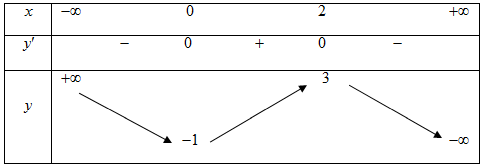 x −∞ 0 2 +∞
y′ − 0 + 0 −
+∞ 3
y
−1 −∞